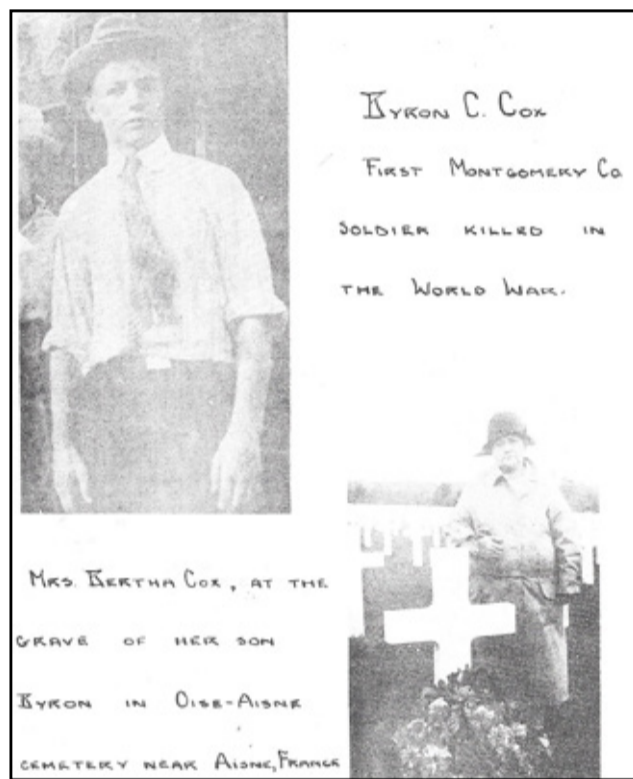 Byron C. Cox
First Montgomery Co.
soldier killed in
the World War.
Mrs. Bertha Cox, at the
grave of her son
Byron in Oise-Aisne
cemetery near Aisne, France